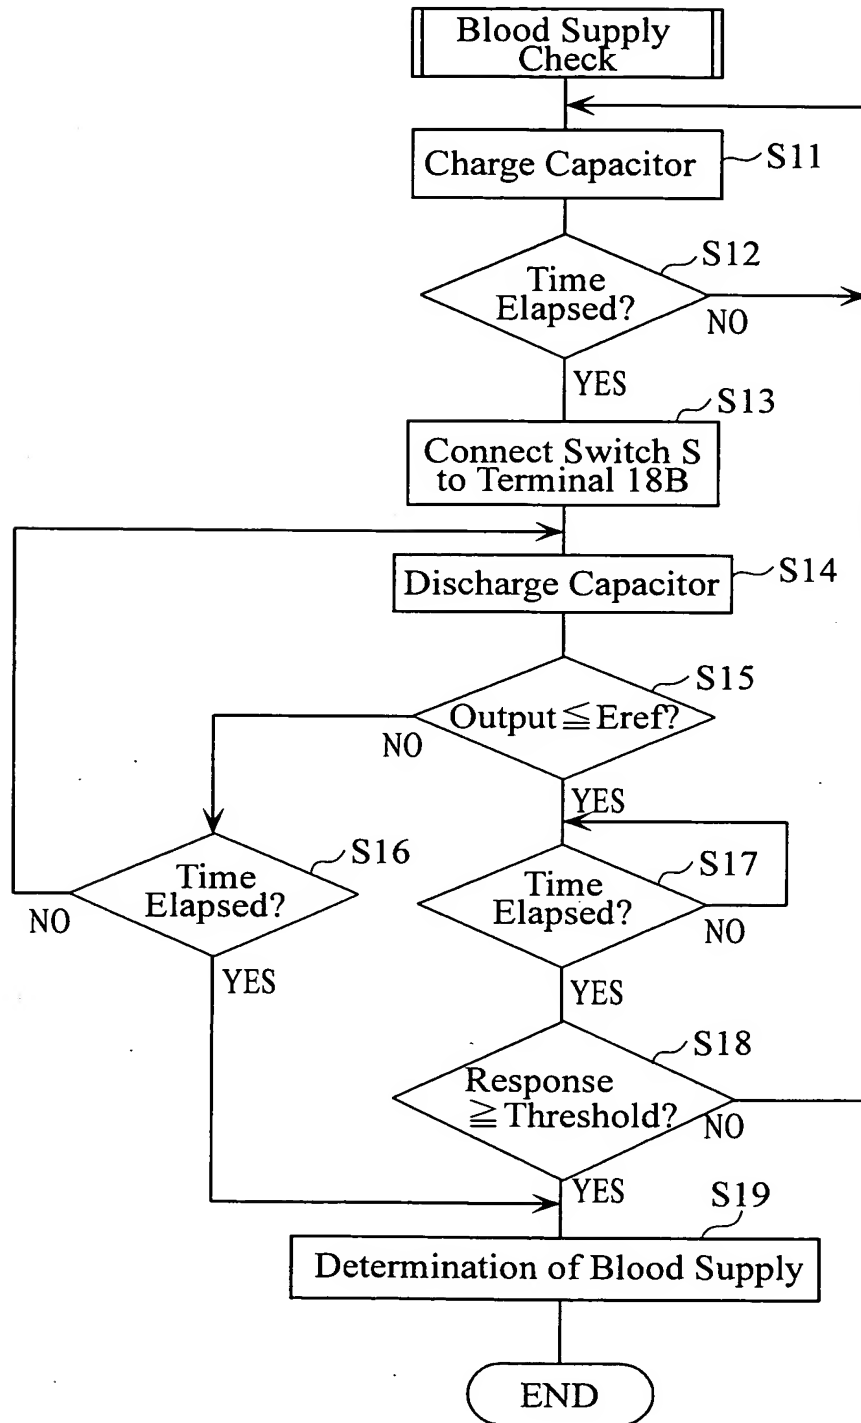 Blood Supply
Check
Charge Capacitor
S11
Time
Elapsed?
S12
NO
YES
S13
Connect Switch S
to Terminal 18B
Discharge Capacitor
S14
Output≦Eref?
S15
NO
YES
Time
Elapsed?
S16
NO
YES
Time
Elapsed?
S17
NO
YES
Response
≧Threshold?
S18
NO
YES
S19
Determination of Blood Supply
END